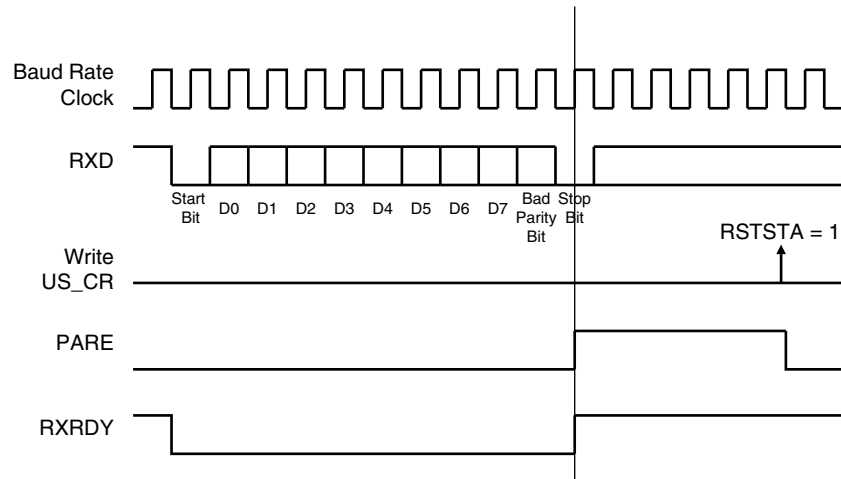 Baud Rate
Clock
RXD
Start
Bit
D0
D1
D2
D3
D4
D5
D6
D7
Bad
Parity
Bit
Stop
Bit
RSTSTA = 1
Write
US_CR
PARE
RXRDY